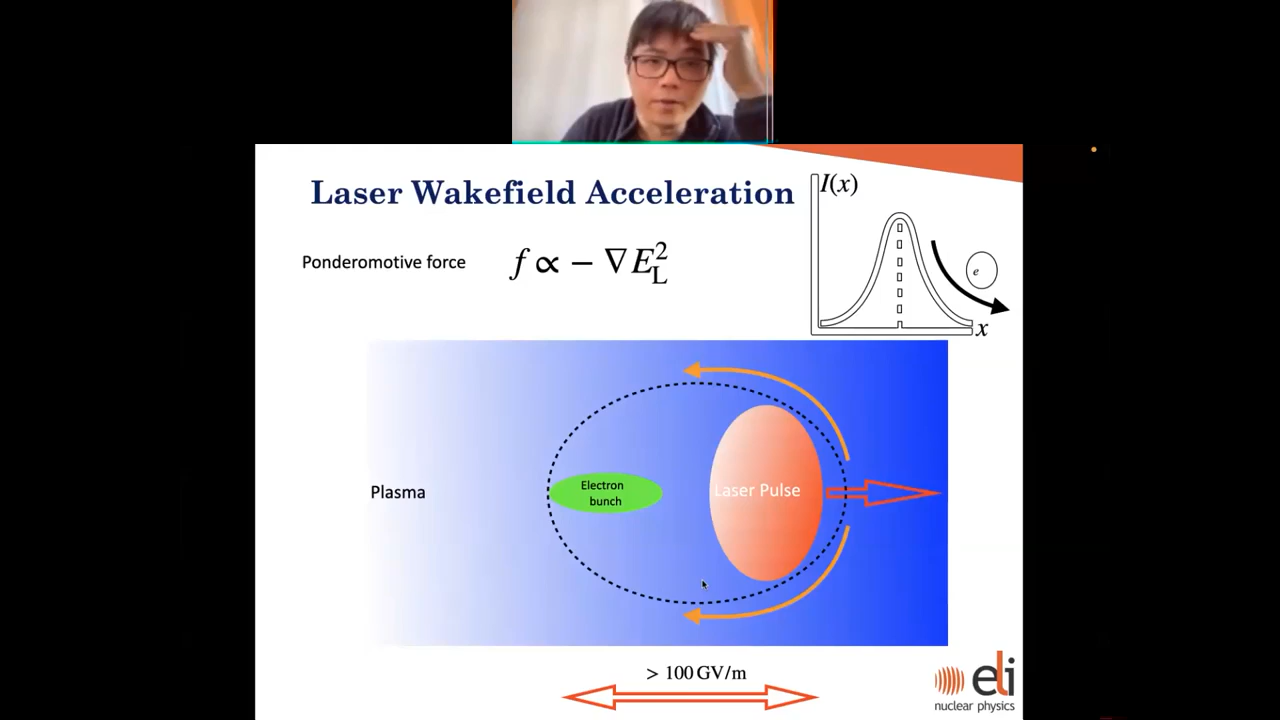 Laser Wakefield Acceleration
I(x)
Ponderomotive force
f ∝ − ∇E_L^2
e
x
Plasma
Electron
bunch
Laser Pulse
> 100 GV/m
eli
nuclear physics